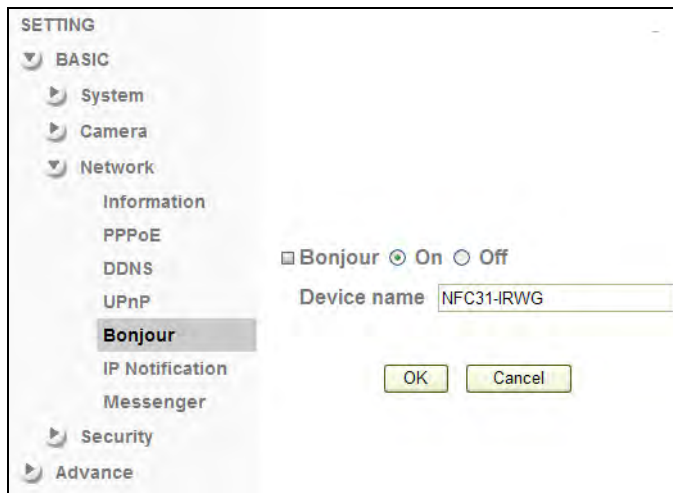 SETTING
BASIC
System
Camera
Network
Information
PPPoE
DDNS
UPnP
Bonjour
IP Notification
Messenger
Security
Advance
Bonjour On Off
Device name NFC31-IRWG
OK Cancel